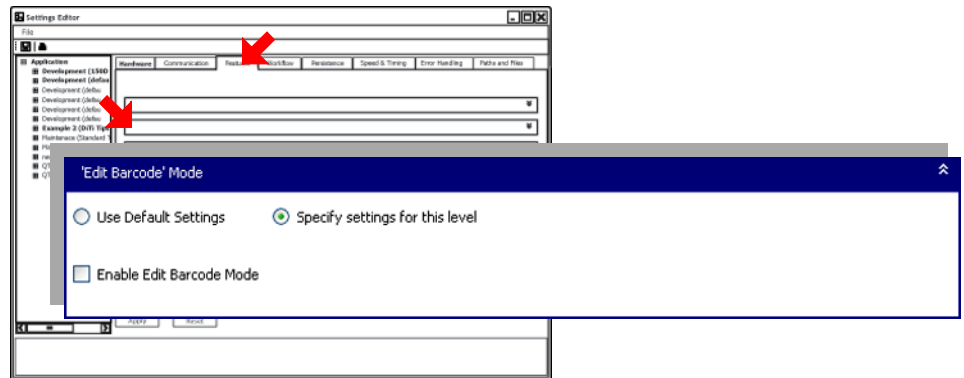 Settings Editor
File
Application
Hardware Communication Workflow Persistence Speed & Timing Error Handling Paths and Files
Development (1500
Development (defau
Development (defau
Development (defau
Development (defau
Development (defau
Example 2 (DiTi Tips
Maintenace (Standard T
'Edit Barcode' Mode
Use Default Settings Specify settings for this level
Enable Edit Barcode Mode
Apply Reset